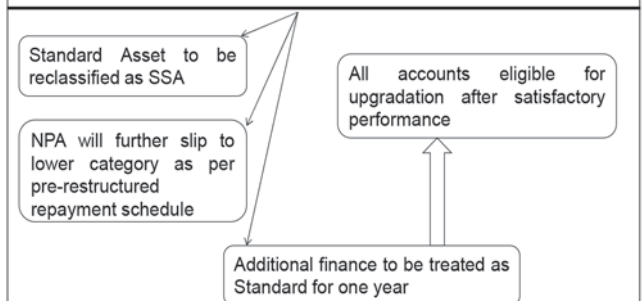 Standard Asset to be
reclassified as SSA
All accounts eligible for
upgradation after satisfactory
performance
NPA will further slip to
lower category as per
pre-restructured
repayment schedule
Additional finance to be treated as
Standard for one year